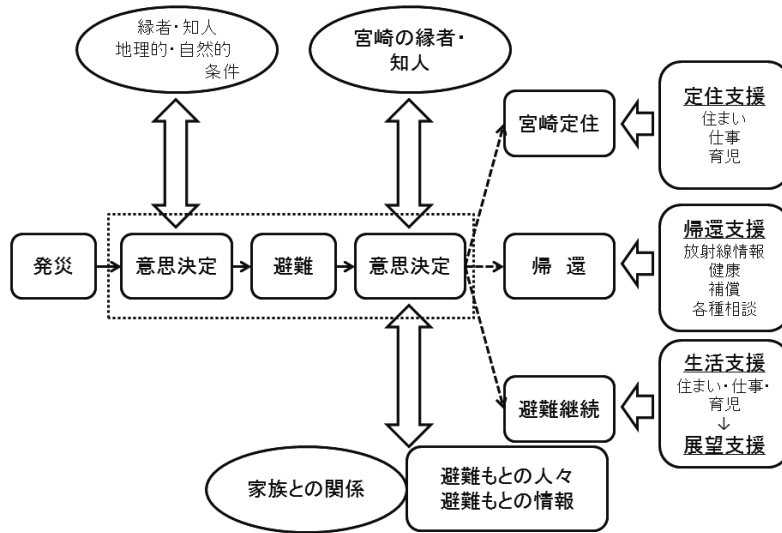 縁者・知人
地理的・自然的
条件
宮崎の縁者・
知人
宮崎定住
定住支援
住まい
仕事
育児
発災
意思決定
避難
意思決定
帰 還
帰還支援
放射線情報
健康
補償
各種相談
避難継続
生活支援
住まい・仕事・
育児
↓
展望支援
家族との関係
避難もとの人々
避難もとの情報